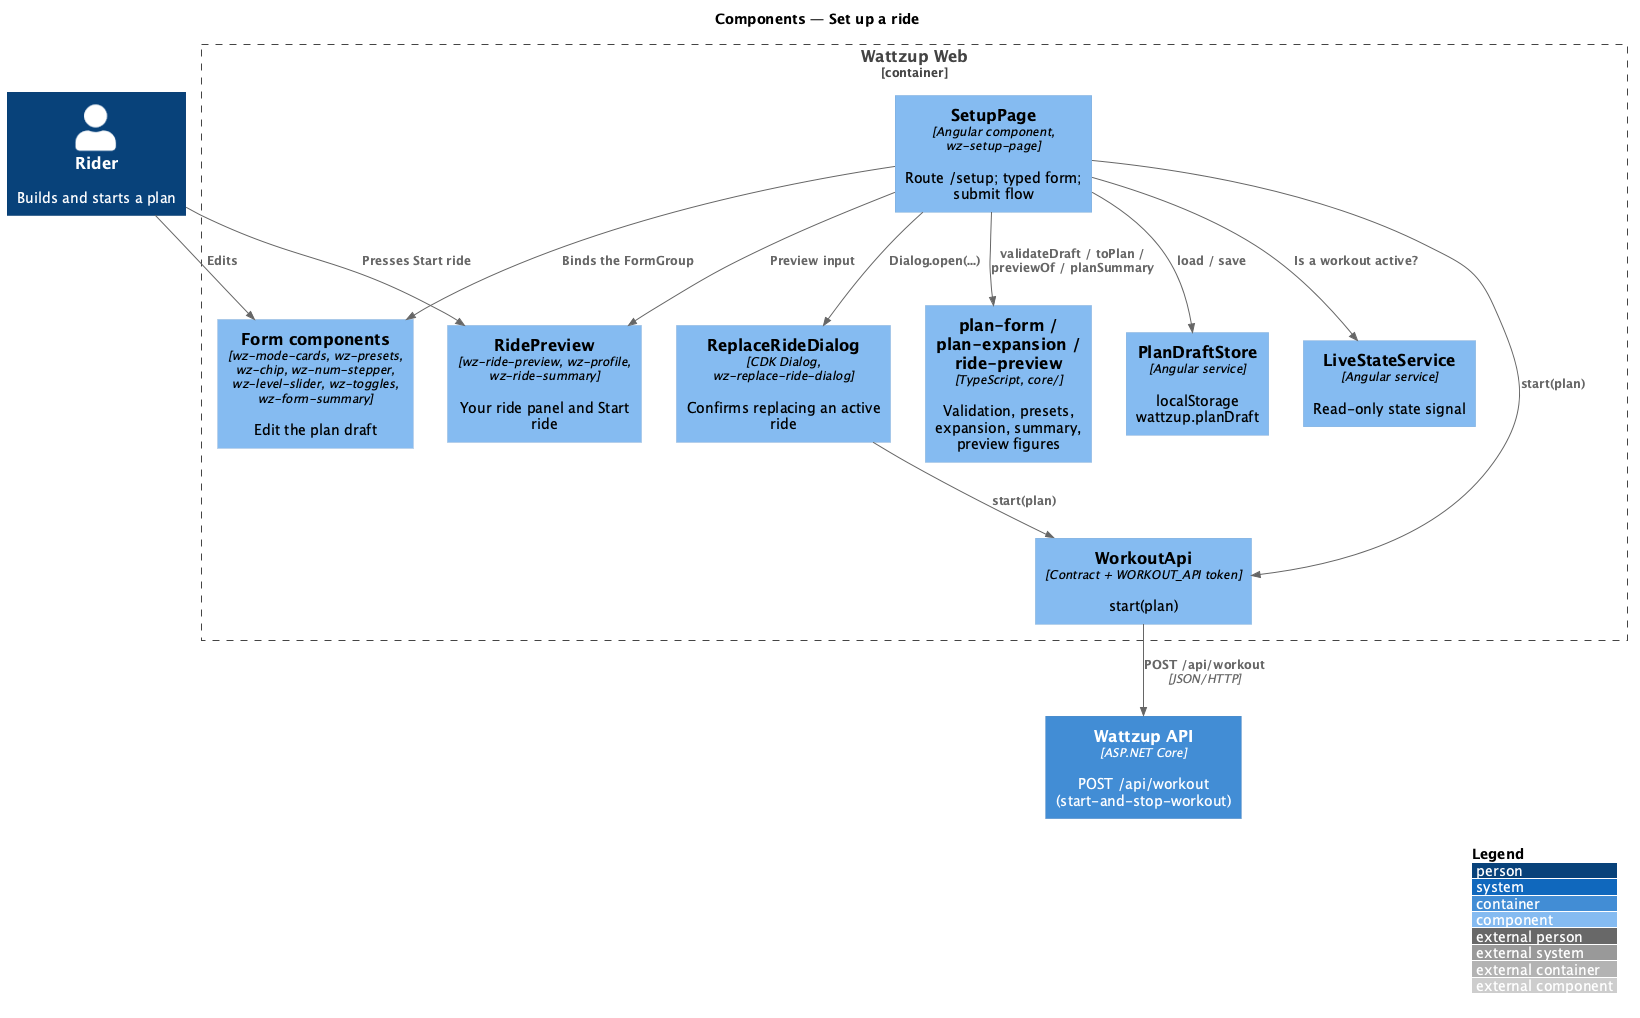 Components — Set up a ride
Wattzup Web
[container]
Rider
Builds and starts a plan
SetupPage
[Angular component,
wz-setup-page]
Route /setup; typed form;
submit flow
Edits
Presses Start ride
Binds the FormGroup
Preview input
Dialog.open(...)
validateDraft / toPlan /
previewOf / planSummary
load / save
Is a workout active?
start(plan)
Form components
[wz-mode-cards, wz-presets,
wz-chip, wz-num-stepper,
wz-level-slider, wz-toggles,
wz-form-summary]
Edit the plan draft
RidePreview
[wz-ride-preview, wz-profile,
wz-ride-summary]
Your ride panel and Start
ride
ReplaceRideDialog
[CDK Dialog,
wz-replace-ride-dialog]
Confirms replacing an active
ride
plan-form /
plan-expansion /
ride-preview
[TypeScript, core/]
Validation, presets,
expansion, summary,
preview figures
PlanDraftStore
[Angular service]
localStorage
wattzup.planDraft
LiveStateService
[Angular service]
Read-only state signal
start(plan)
WorkoutApi
[Contract + WORKOUT_API token]
start(plan)
POST /api/workout
[JSON/HTTP]
Wattzup API
[ASP.NET Core]
POST /api/workout
(start-and-stop-workout)
Legend
person
system
container
component
external person
external system
external container
external component